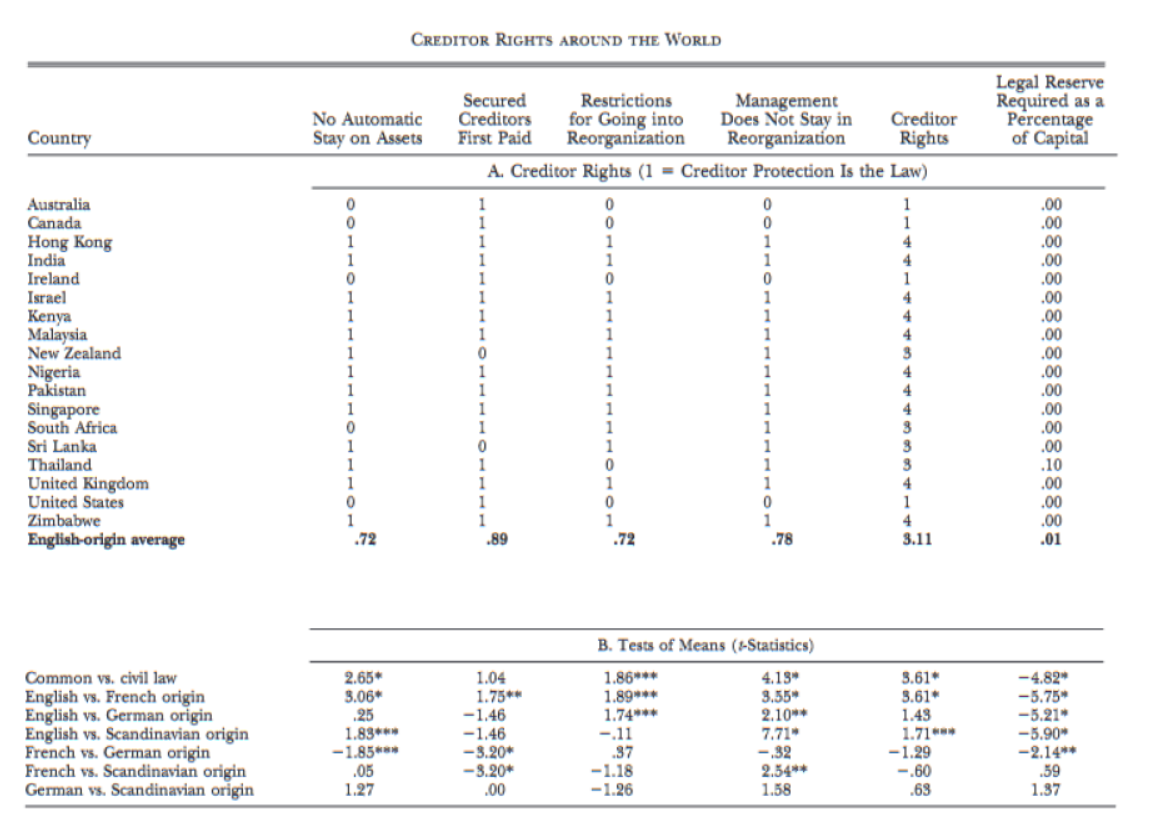 CREDITOR RIGHTS AROUND THE WORLD
Legal Reserve
Secured Restrictions Management Required as a
No Automatic Creditors for Going into Does Not Stay in Creditor Percentage
Country Stay on Assets First Paid Reorganization Reorganization Rights of Capital
A. Creditor Rights (1 = Creditor Protection Is the Law)
Australia 0 1 0 0 1 .00
Canada 0 1 0 0 1 .00
Hong Kong 1 1 1 1 4 .00
India 1 1 1 1 4 .00
Ireland 0 1 0 0 1 .00
Israel 1 1 1 1 4 .00
Kenya 1 1 1 1 4 .00
Malaysia 1 1 1 1 4 .00
New Zealand 1 0 1 1 3 .00
Nigeria 1 1 1 1 4 .00
Pakistan 1 1 1 1 4 .00
Singapore 1 1 1 1 4 .00
South Africa 0 1 1 1 3 .00
Sri Lanka 1 0 1 1 3 .00
Thailand 1 1 0 1 3 .10
United Kingdom 1 1 1 1 4 .00
United States 0 1 0 0 1 .00
Zimbabwe 1 1 1 1 4 .00
English-origin average .72 .89 .72 .78 3.11 .01
B. Tests of Means (t-Statistics)
Common vs. civil law 2.65* 1.04 1.86*** 4.13* 3.61* −4.82*
English vs. French origin 3.06* 1.75** 1.89*** 3.55* 3.61* −5.75*
English vs. German origin .25 −1.46 1.74*** 2.10** 1.43 −5.21*
English vs. Scandinavian origin 1.83*** −1.46 −.11 7.71* 1.71*** −5.90*
French vs. German origin −1.85*** −3.20* .37 −.32 −1.29 −2.14**
French vs. Scandinavian origin .05 −3.20* −1.18 2.54** −.60 .59
German vs. Scandinavian origin 1.27 .00 −1.26 1.58 .63 1.37